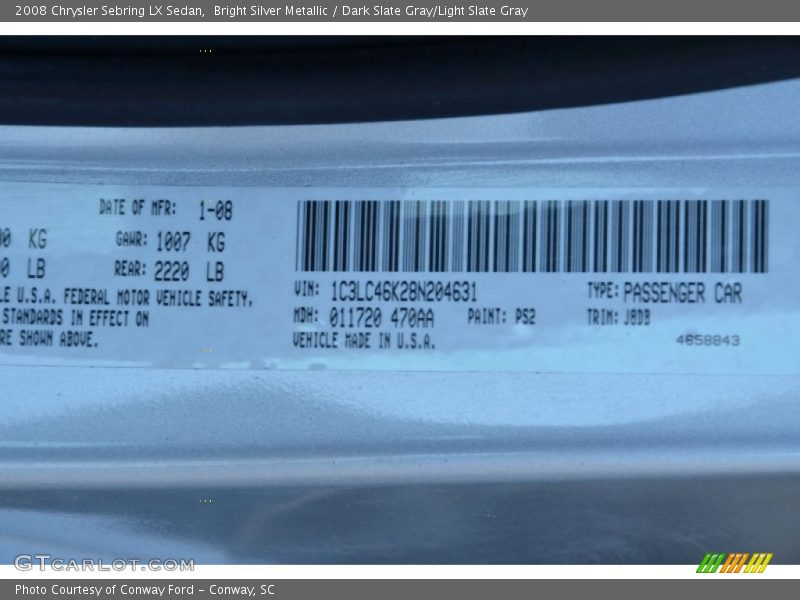 2008 Chrysler Sebring LX Sedan, Bright Silver Metallic / Dark Slate Gray/Light Slate Gray
DATE OF MFR: 1-08
0 KG GAWR: 1007 KG
0 LB REAR: 2220 LB
LE U.S.A. FEDERAL MOTOR VEHICLE SAFETY,
STANDARDS IN EFFECT ON
RE SHOWN ABOVE.
VIN: 1C3LC46K28N204631 TYPE: PASSENGER CAR
MDH: 011720 470AA PAINT: PS2 TRIM: J8DB
VEHICLE MADE IN U.S.A. 4658843
GTCARLOT.COM
Photo Courtesy of Conway Ford – Conway, SC